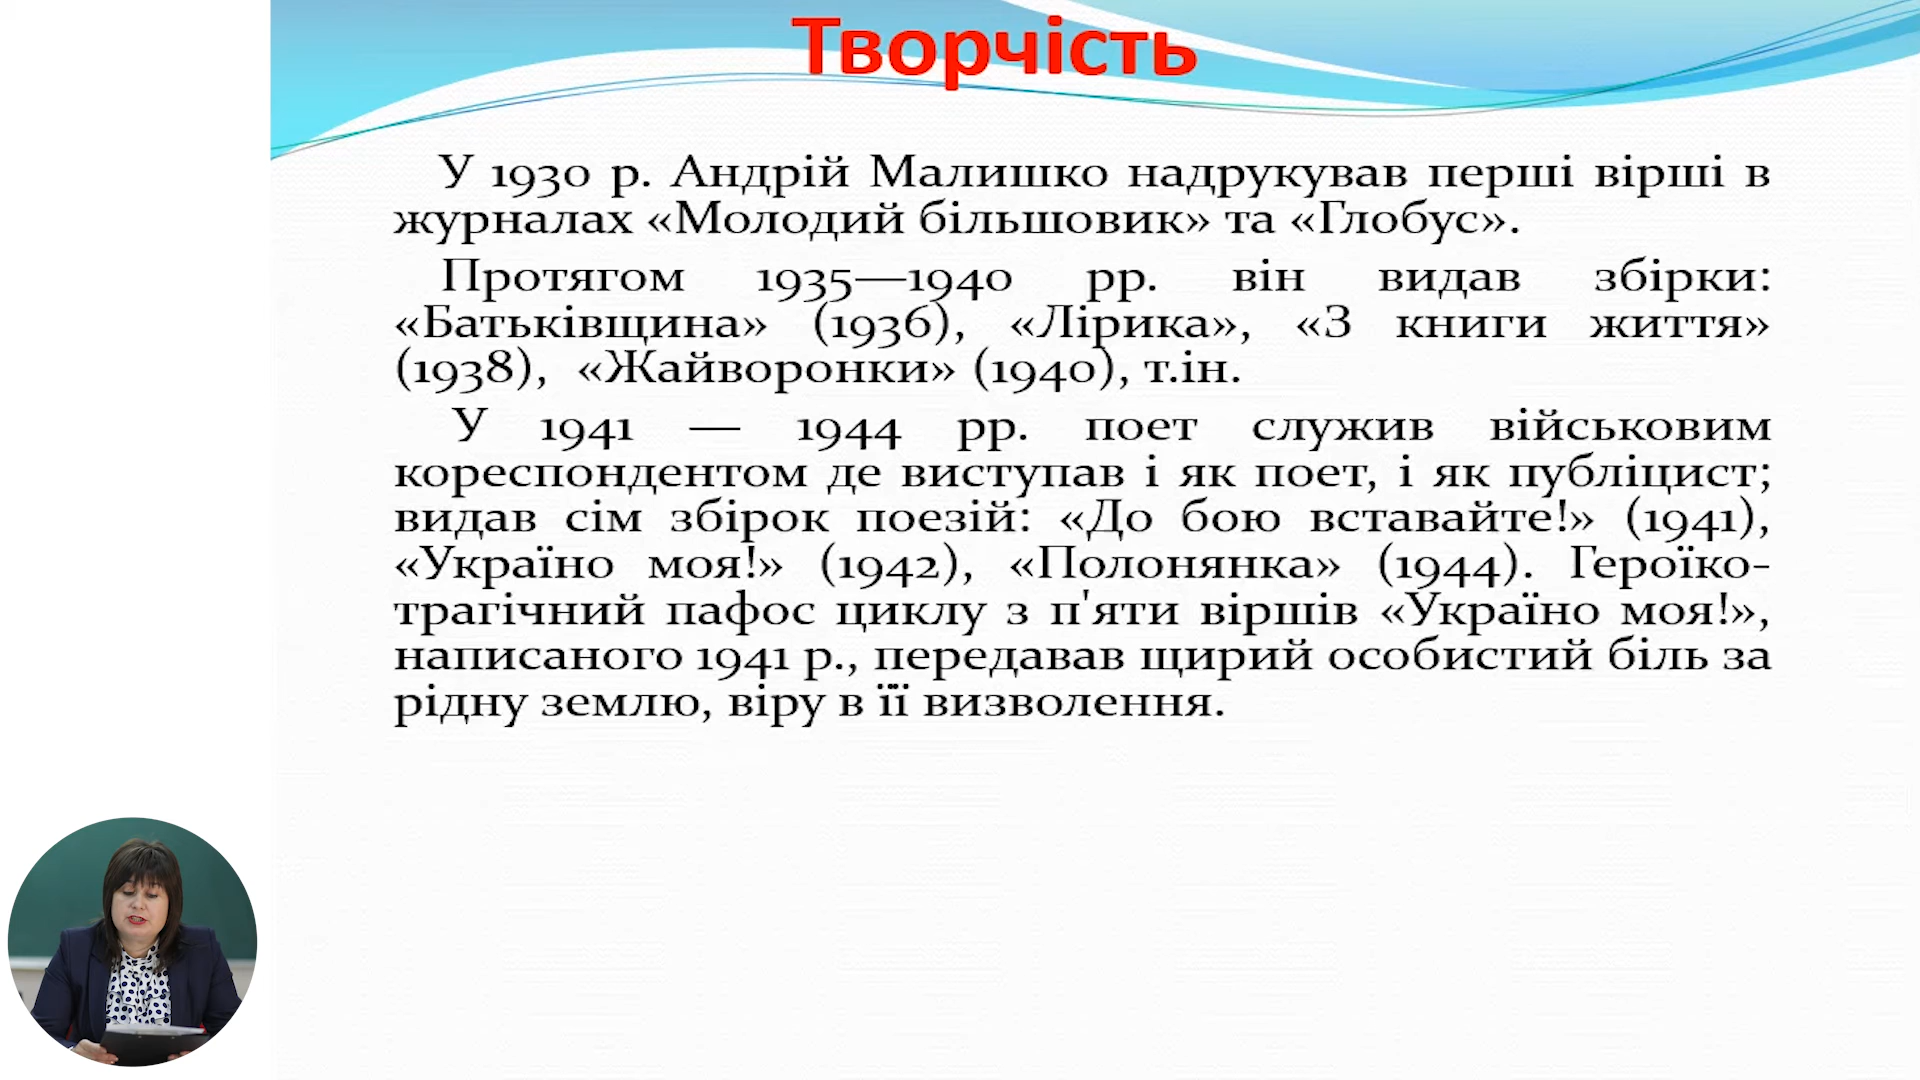 Творчість
У 1930 р. Андрій Малишко надрукував перші вірші в
журналах «Молодий більшовик» та «Глобус».
Протягом 1935—1940 рр. він видав збірки:
«Батьківщина» (1936), «Лірика», «З книги життя»
(1938), «Жайворонки» (1940), т.ін.
У 1941 — 1944 рр. поет служив військовим
кореспондентом де виступав і як поет, і як публіцист;
видав сім збірок поезій: «До бою вставайте!» (1941),
«Україно моя!» (1942), «Полонянка» (1944). Героїко-
трагічний пафос циклу з п'яти віршів «Україно моя!»,
написаного 1941 р., передавав щирий особистий біль за
рідну землю, віру в її визволення.